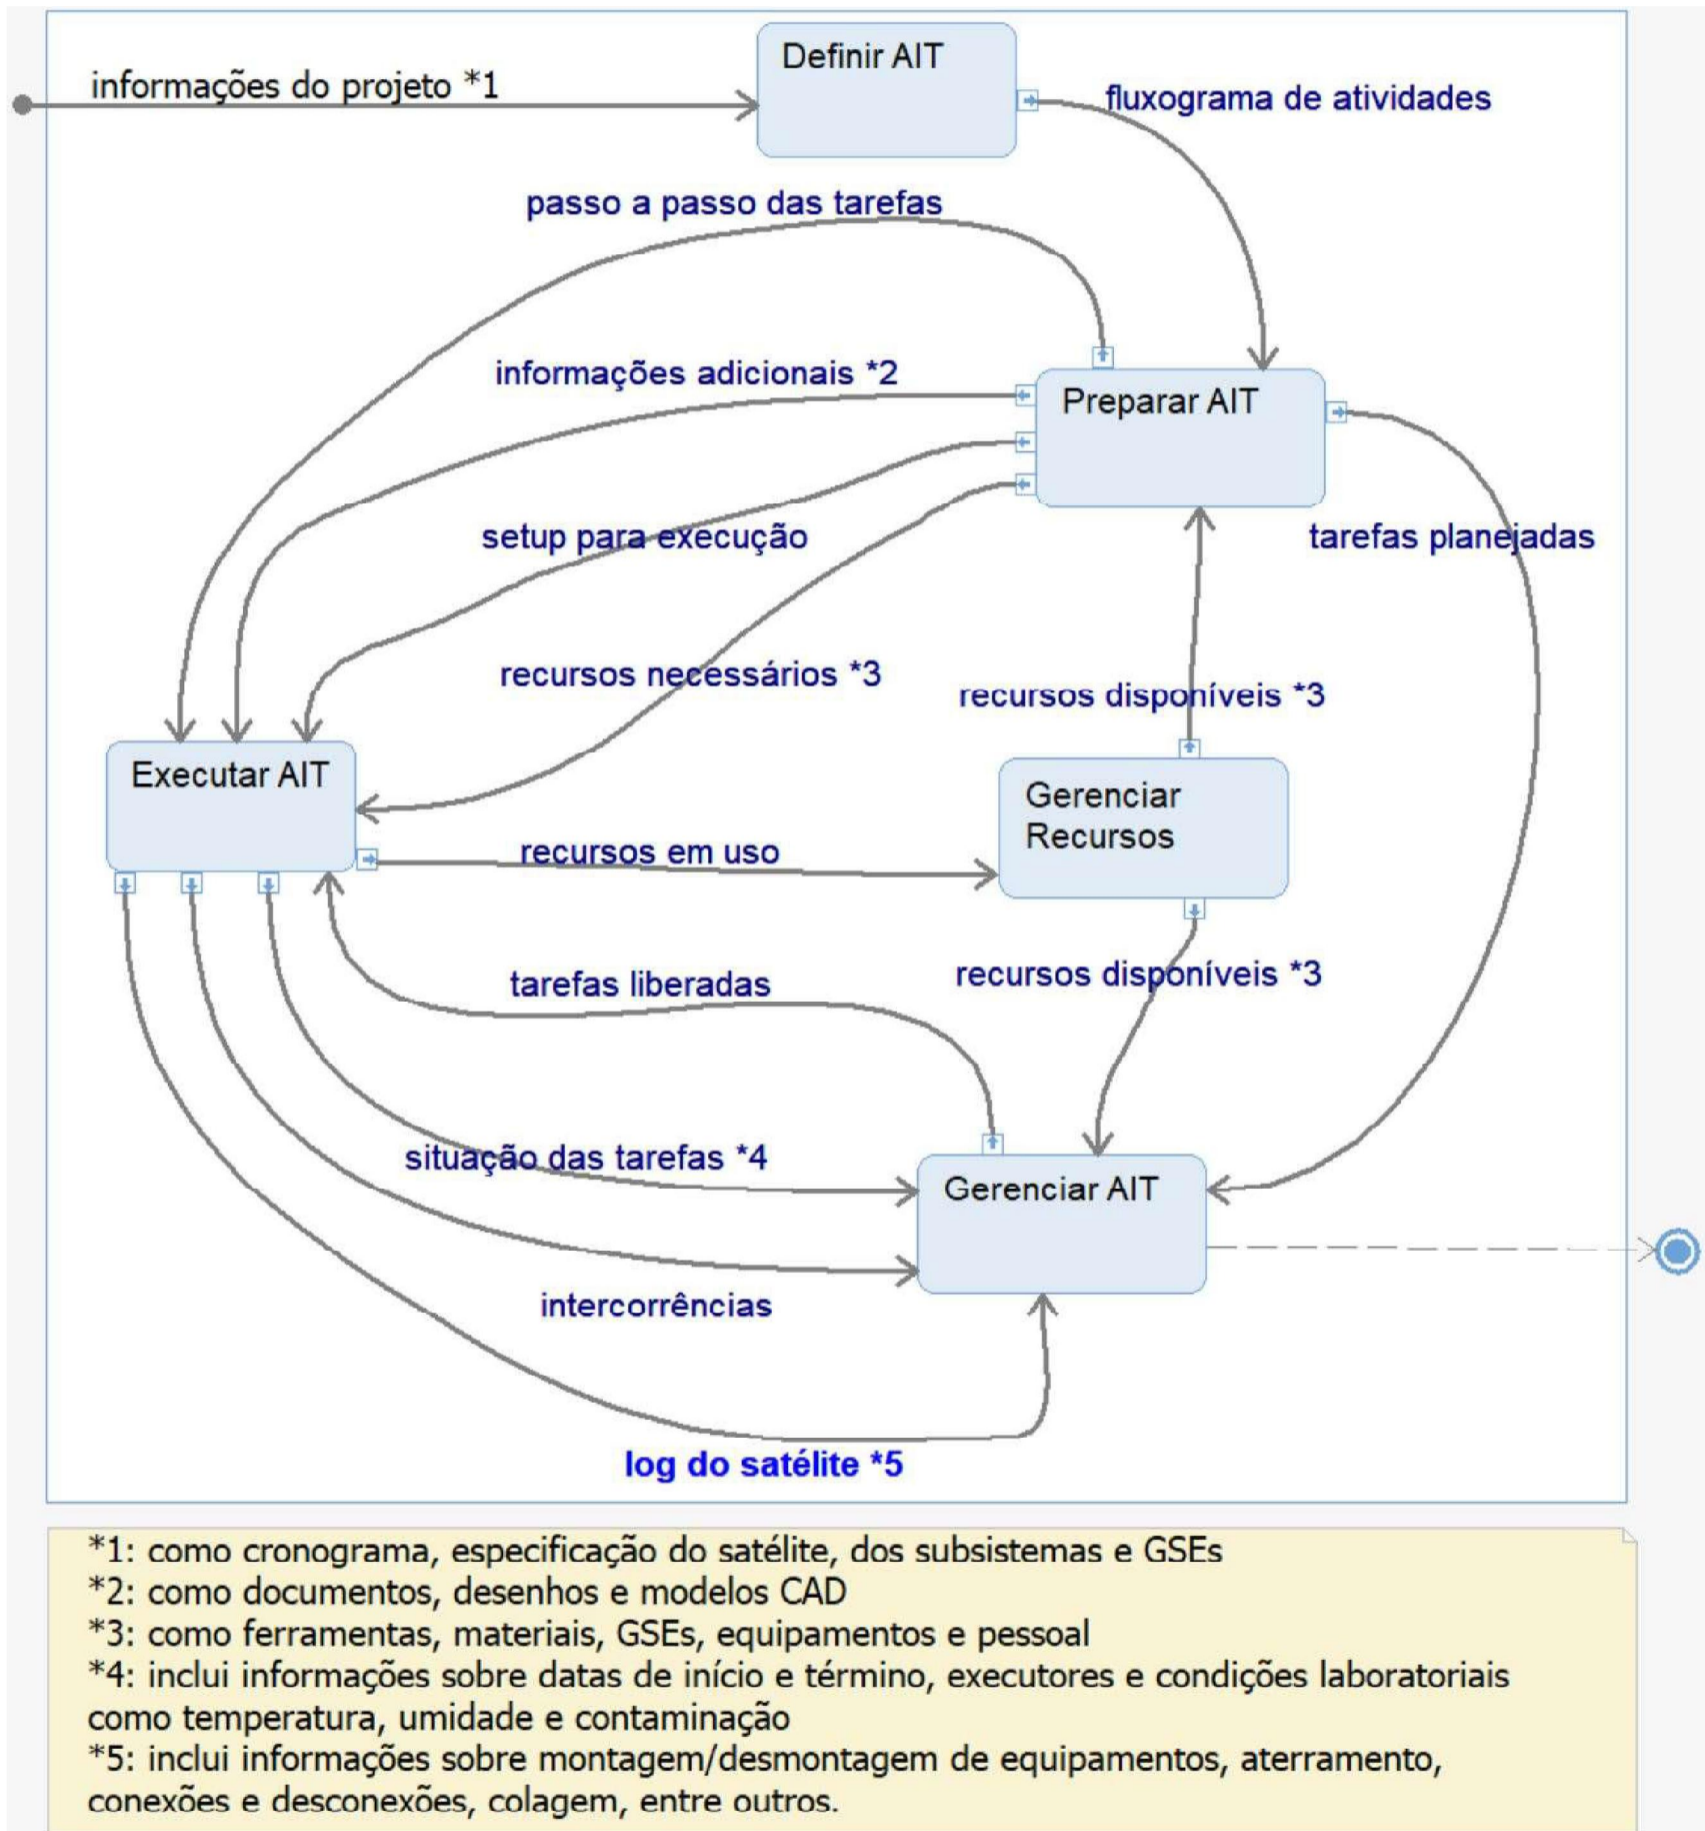 Definir AIT
informações do projeto *1
fluxograma de atividades
passo a passo das tarefas
informações adicionais *2
Preparar AIT
setup para execução
tarefas planejadas
recursos necessários *3
recursos disponíveis *3
Executar AIT
Gerenciar
Recursos
recursos em uso
recursos disponíveis *3
tarefas liberadas
situação das tarefas *4
Gerenciar AIT
intercorrências
log do satélite *5
*1: como cronograma, especificação do satélite, dos subsistemas e GSEs
*2: como documentos, desenhos e modelos CAD
*3: como ferramentas, materiais, GSEs, equipamentos e pessoal
*4: inclui informações sobre datas de início e término, executores e condições laboratoriais
como temperatura, umidade e contaminação
*5: inclui informações sobre montagem/desmontagem de equipamentos, aterramento,
conexões e desconexões, colagem, entre outros.